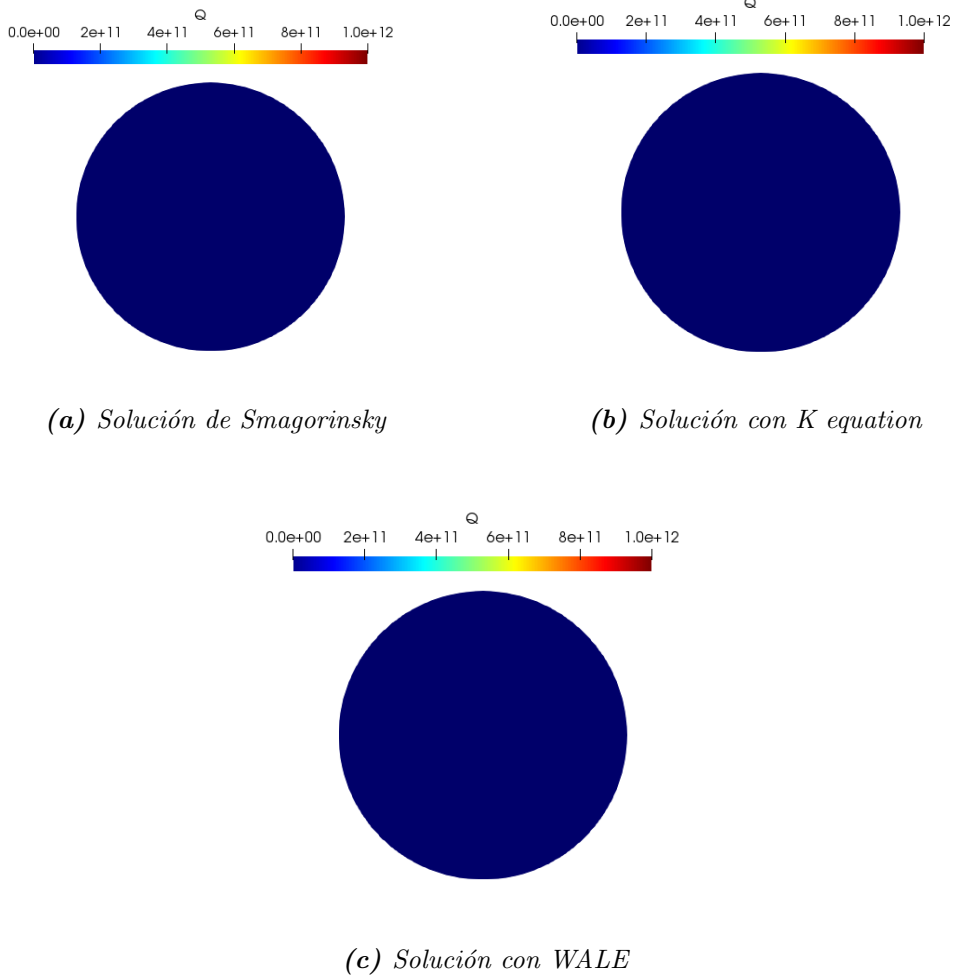 Q
0.0e+00 2e+11 4e+11 6e+11 8e+11 1.0e+12
(a) Solución de Smagorinsky
Q
0.0e+00 2e+11 4e+11 6e+11 8e+11 1.0e+12
(b) Solución con K equation
Q
0.0e+00 2e+11 4e+11 6e+11 8e+11 1.0e+12
(c) Solución con WALE